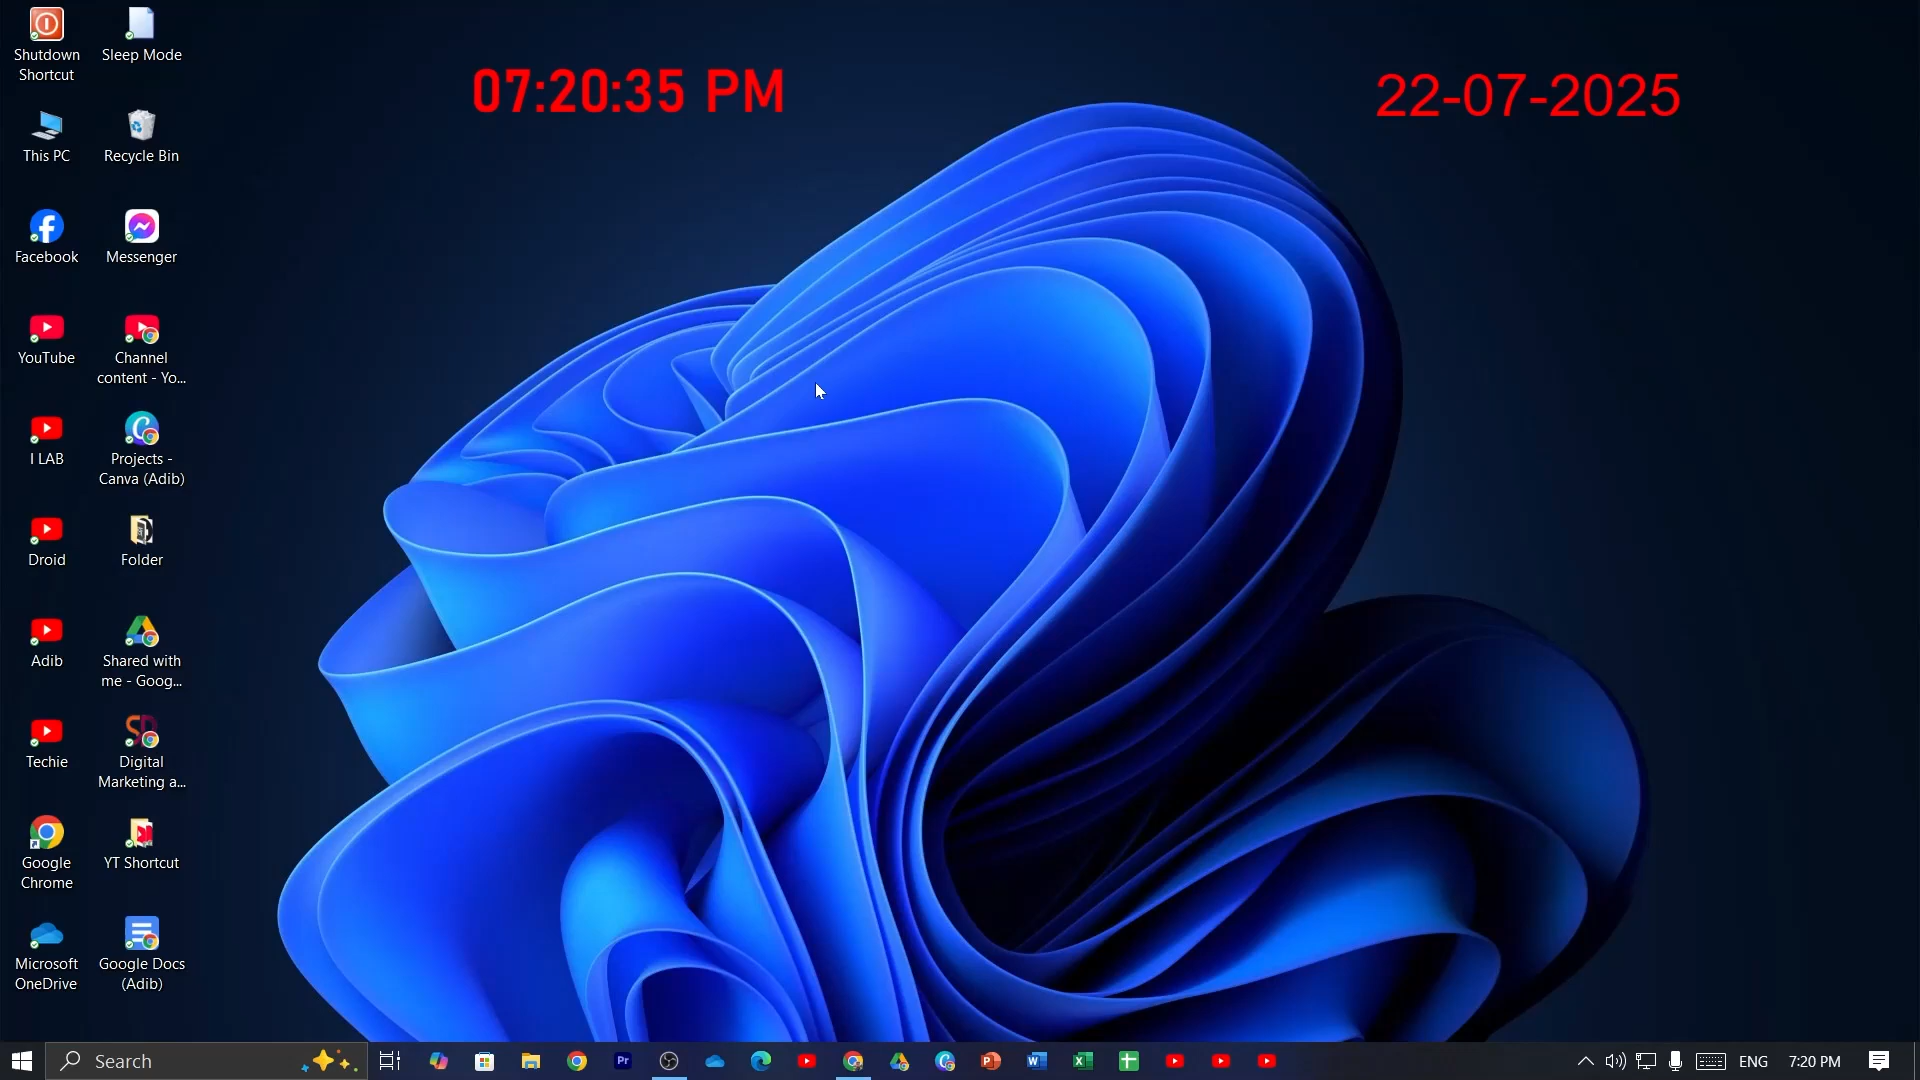 07:20:35 PM
22-07-2025
Shutdown
Shortcut
Sleep Mode
This PC
Recycle Bin
Facebook
Messenger
YouTube
Channel
content - Yo...
I LAB
Projects -
Canva (Adib)
Droid
Folder
Adib
Shared with
me - Goog...
Techie
Digital
Marketing a...
Google
Chrome
YT Shortcut
Microsoft
OneDrive
Google Docs
(Adib)
Search
Pr
ENG
7:20 PM